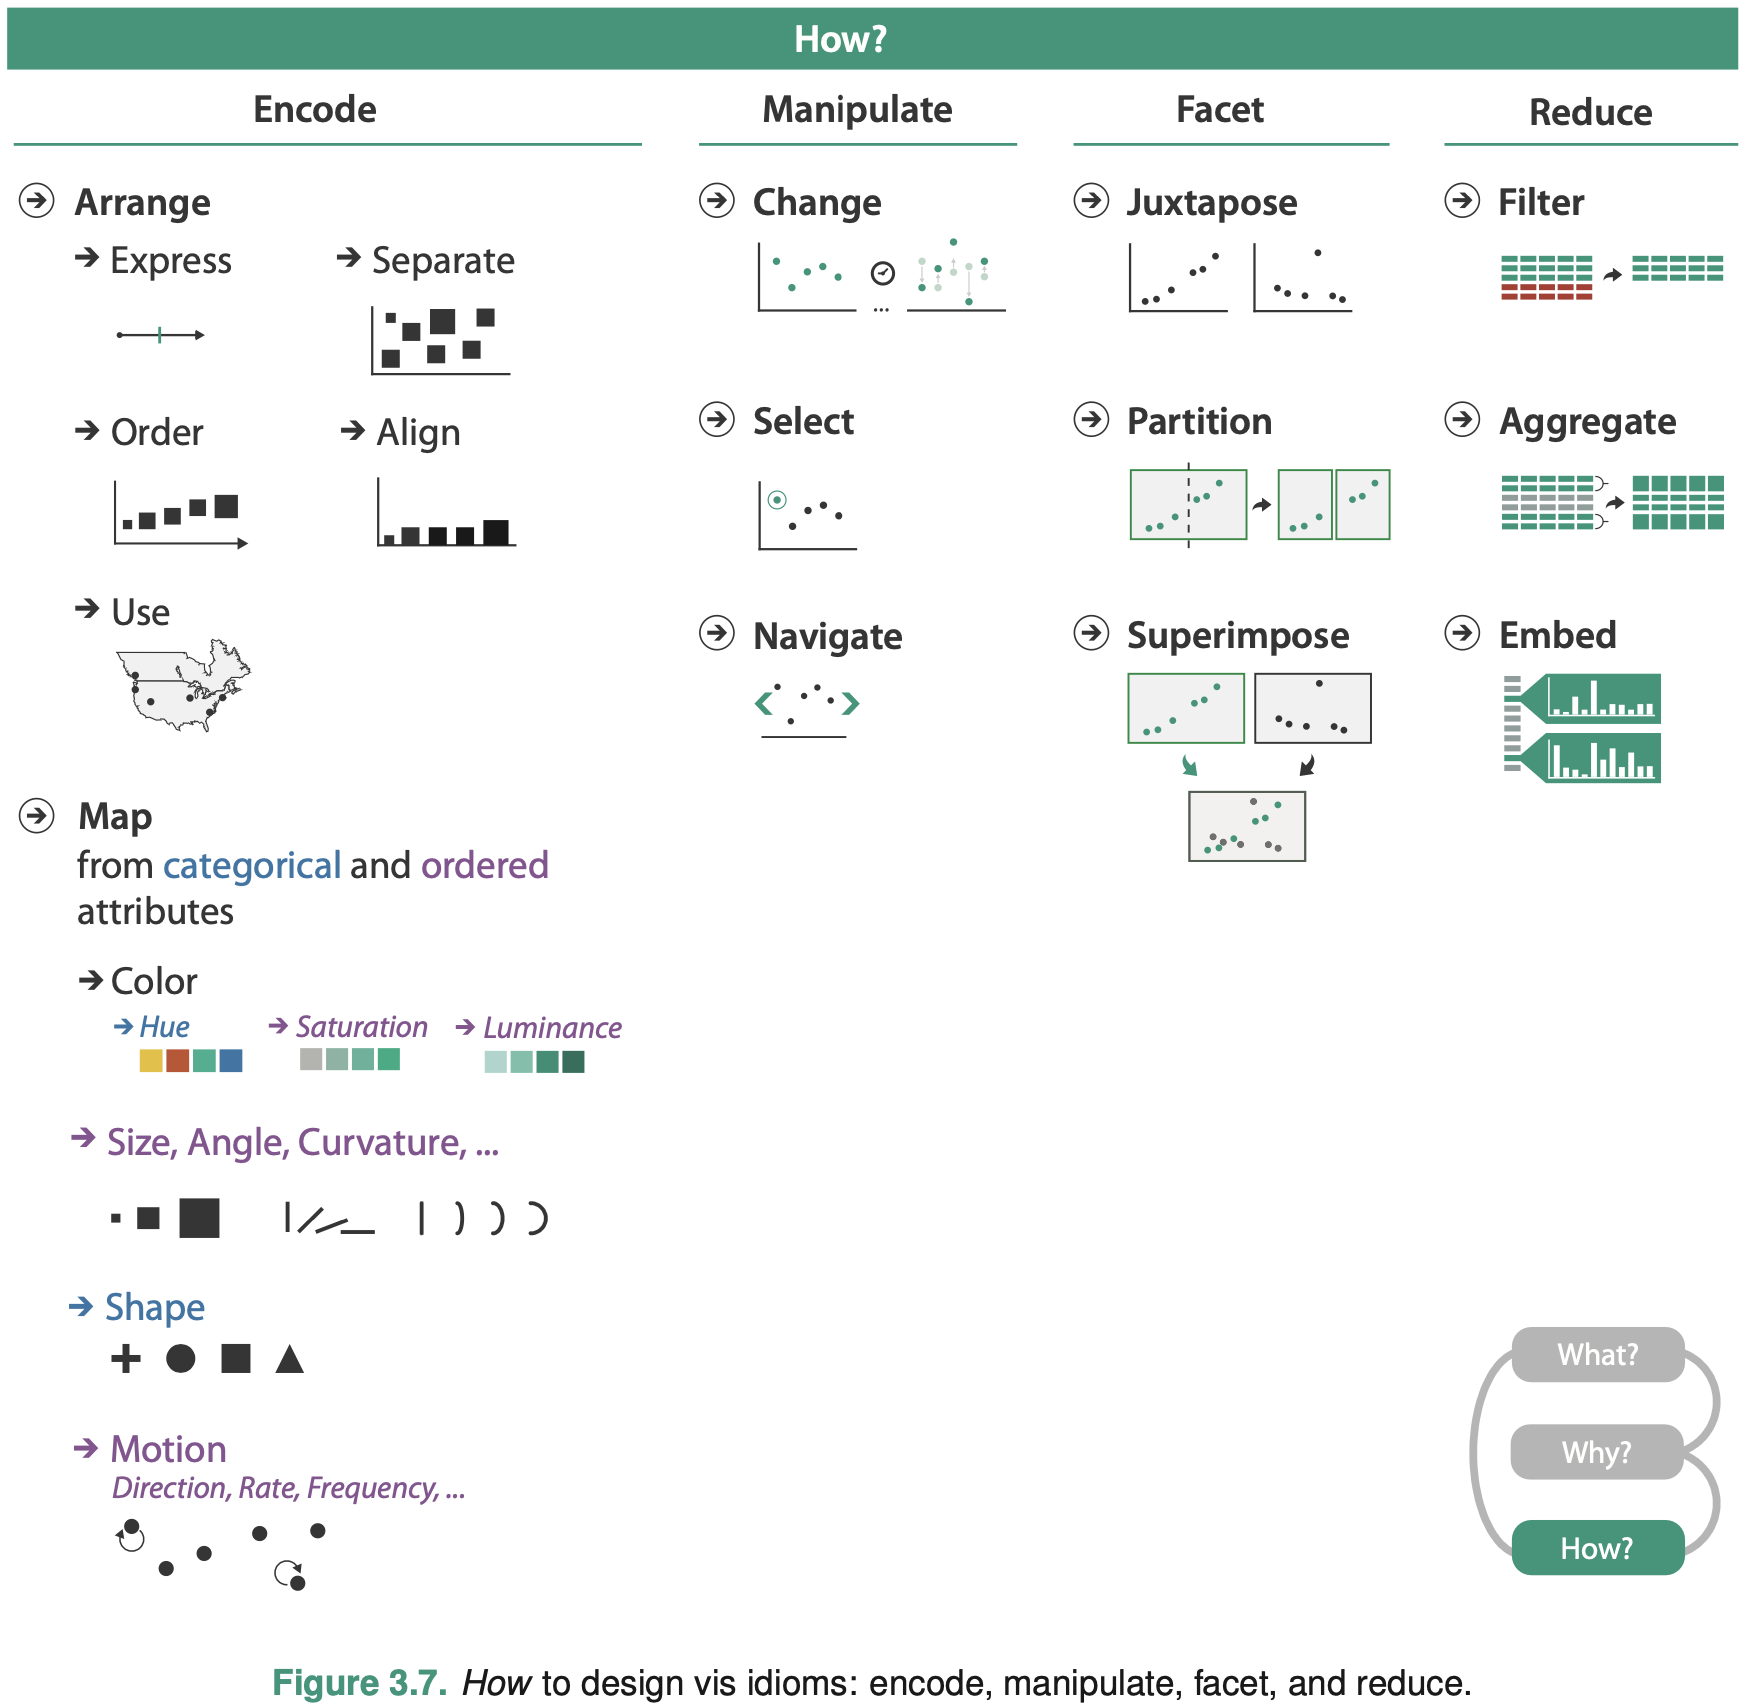 How?
Encode
Arrange
Express
Separate
Order
Align
Use
Map
from categorical and ordered
attributes
Color
Hue
Saturation
Luminance
Size, Angle, Curvature, ...
Shape
Motion
Direction, Rate, Frequency, ...
Manipulate
Change
...
Select
Navigate
Facet
Juxtapose
Partition
Superimpose
Reduce
Filter
Aggregate
Embed
What?
Why?
How?
Figure 3.7. How to design vis idioms: encode, manipulate, facet, and reduce.